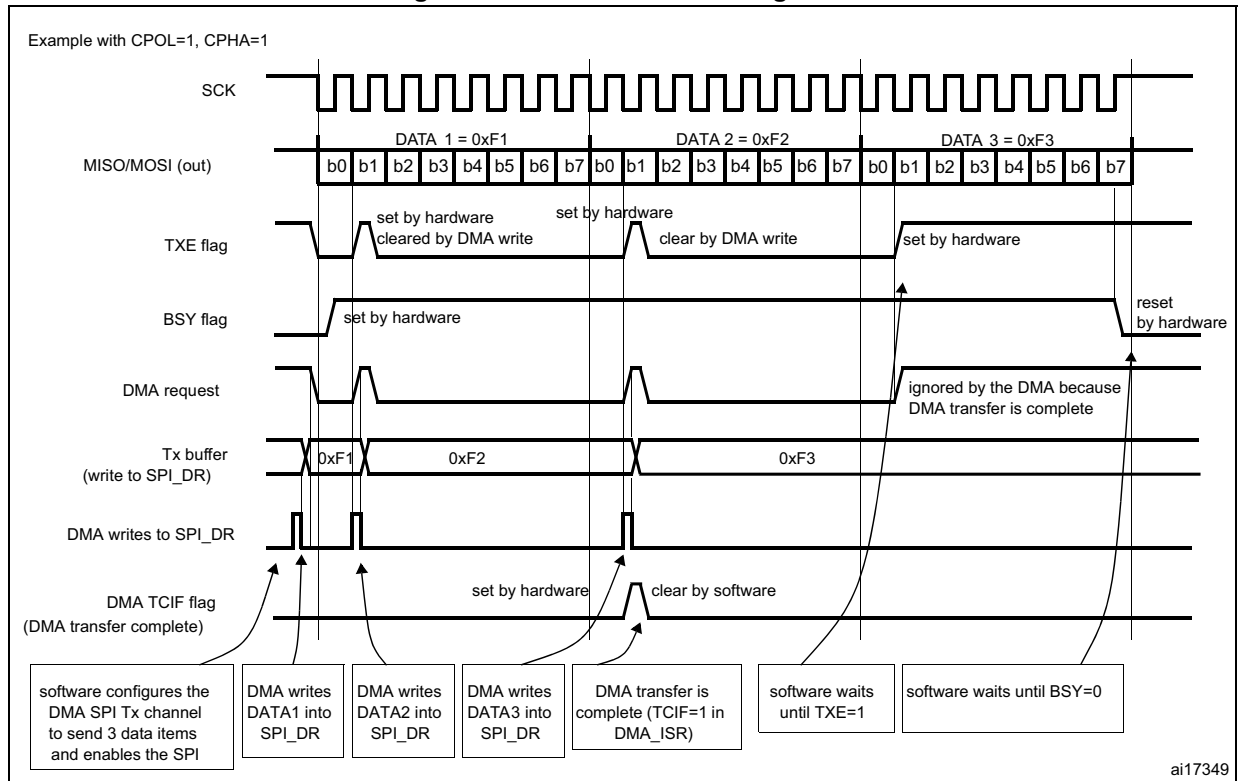 Example with CPOL=1, CPHA=1
SCK
DATA 1 = 0xF1
DATA 2 = 0xF2
DATA 3 = 0xF3
MISO/MOSI (out)
b0 b1 b2 b3 b4 b5 b6 b7 b0 b1 b2 b3 b4 b5 b6 b7 b0 b1 b2 b3 b4 b5 b6 b7
TXE flag
set by hardware
cleared by DMA write
set by hardware
clear by DMA write
set by hardware
BSY flag
set by hardware
reset
by hardware
DMA request
ignored by the DMA because
DMA transfer is complete
Tx buffer
(write to SPI_DR)
0xF1
0xF2
0xF3
DMA writes to SPI_DR
DMA TCIF flag
(DMA transfer complete)
set by hardware
clear by software
software configures the
DMA SPI Tx channel
to send 3 data items
and enables the SPI
DMA writes
DATA1 into
SPI_DR
DMA writes
DATA2 into
SPI_DR
DMA writes
DATA3 into
SPI_DR
DMA transfer is
complete (TCIF=1 in
DMA_ISR)
software waits
until TXE=1
software waits until BSY=0
ai17349